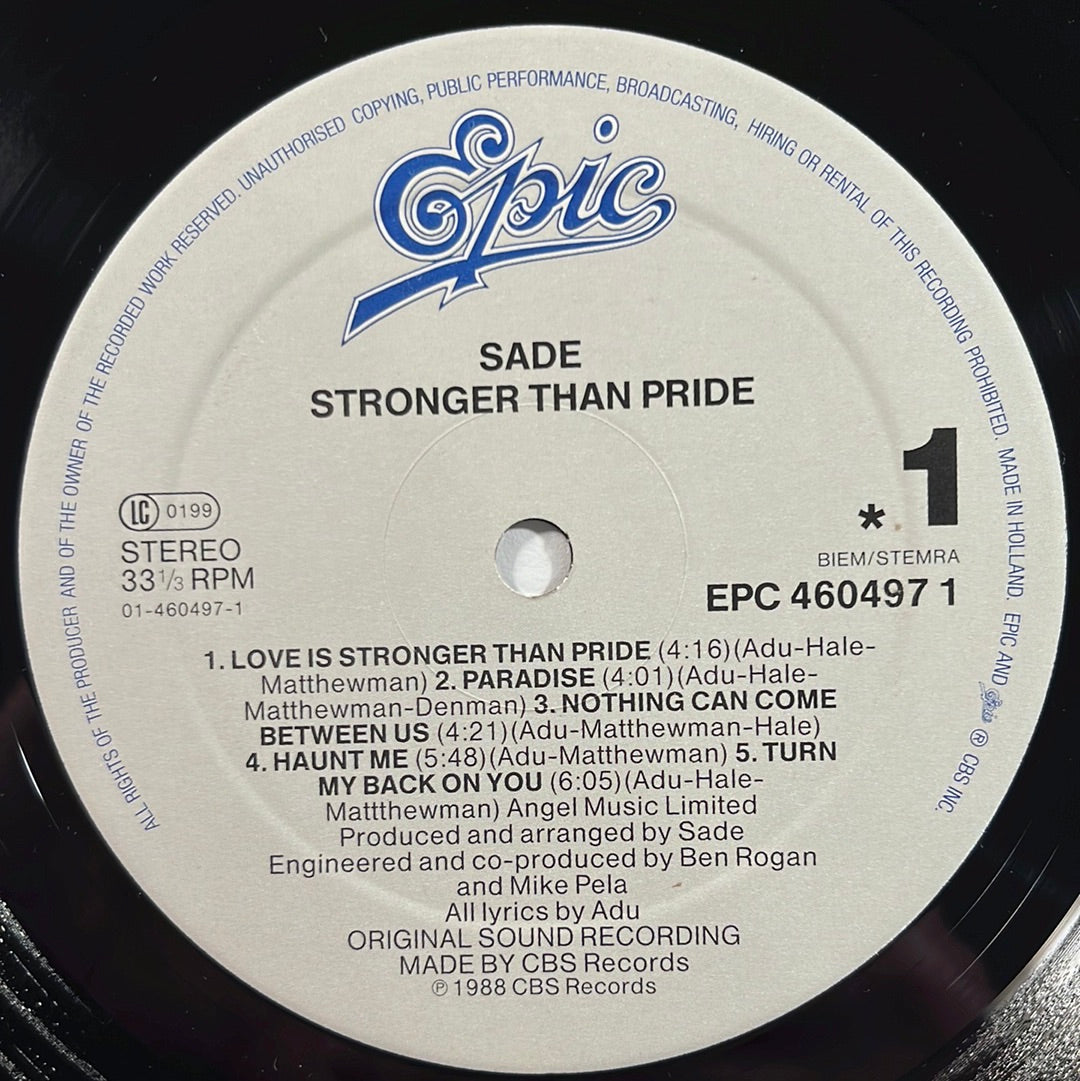 ALL RIGHTS OF THE PRODUCER AND OF THE OWNER OF THE RECORDED WORK RESERVED. UNAUTHORISED COPYING, PUBLIC PERFORMANCE, BROADCASTING, HIRING OR RENTAL OF THIS RECORDING PROHIBITED. MADE IN HOLLAND. EPIC AND Epic ® CBS INC.
Epic
SADE
STRONGER THAN PRIDE
1
*
LC 0199
STEREO
33 1/3 RPM
01-460497-1
BIEM/STEMRA
EPC 460497 1
1. LOVE IS STRONGER THAN PRIDE (4:16)(Adu-Hale-
Matthewman) 2. PARADISE (4:01)(Adu-Hale-
Matthewman-Denman) 3. NOTHING CAN COME
BETWEEN US (4:21)(Adu-Matthewman-Hale)
4. HAUNT ME (5:48)(Adu-Matthewman) 5. TURN
MY BACK ON YOU (6:05)(Adu-Hale-
Mattthewman) Angel Music Limited
Produced and arranged by Sade
Engineered and co-produced by Ben Rogan
and Mike Pela
All lyrics by Adu
ORIGINAL SOUND RECORDING
MADE BY CBS Records
℗ 1988 CBS Records